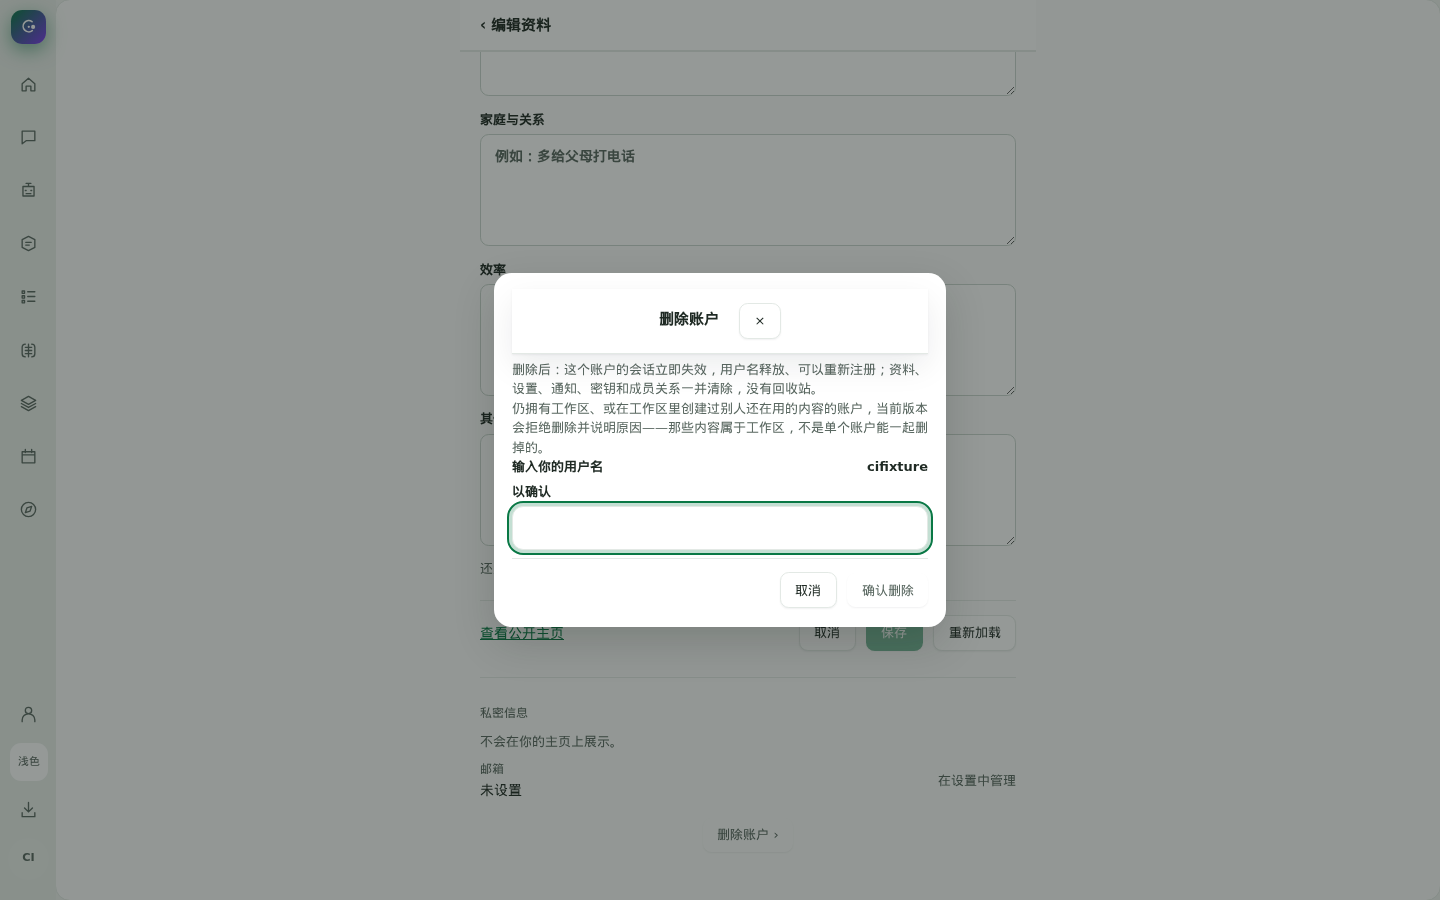 ‹ 编辑资料
家庭与关系
例如：多给父母打电话
效率
删除账户 ×
删除后：这个账户的会话立即失效，用户名释放、可以重新注册；资料、
设置、通知、密钥和成员关系一并清除，没有回收站。
仍拥有工作区、或在工作区里创建过别人还在用的内容的账户，当前版本
会拒绝删除并说明原因——那些内容属于工作区，不是单个账户能一起删
掉的。
输入你的用户名 cifixture
以确认
其
还
取消 确认删除
查看公开主页 取消 保存 重新加载
私密信息
不会在你的主页上展示。
邮箱
未设置
在设置中管理
删除账户 ›
浅色
CI